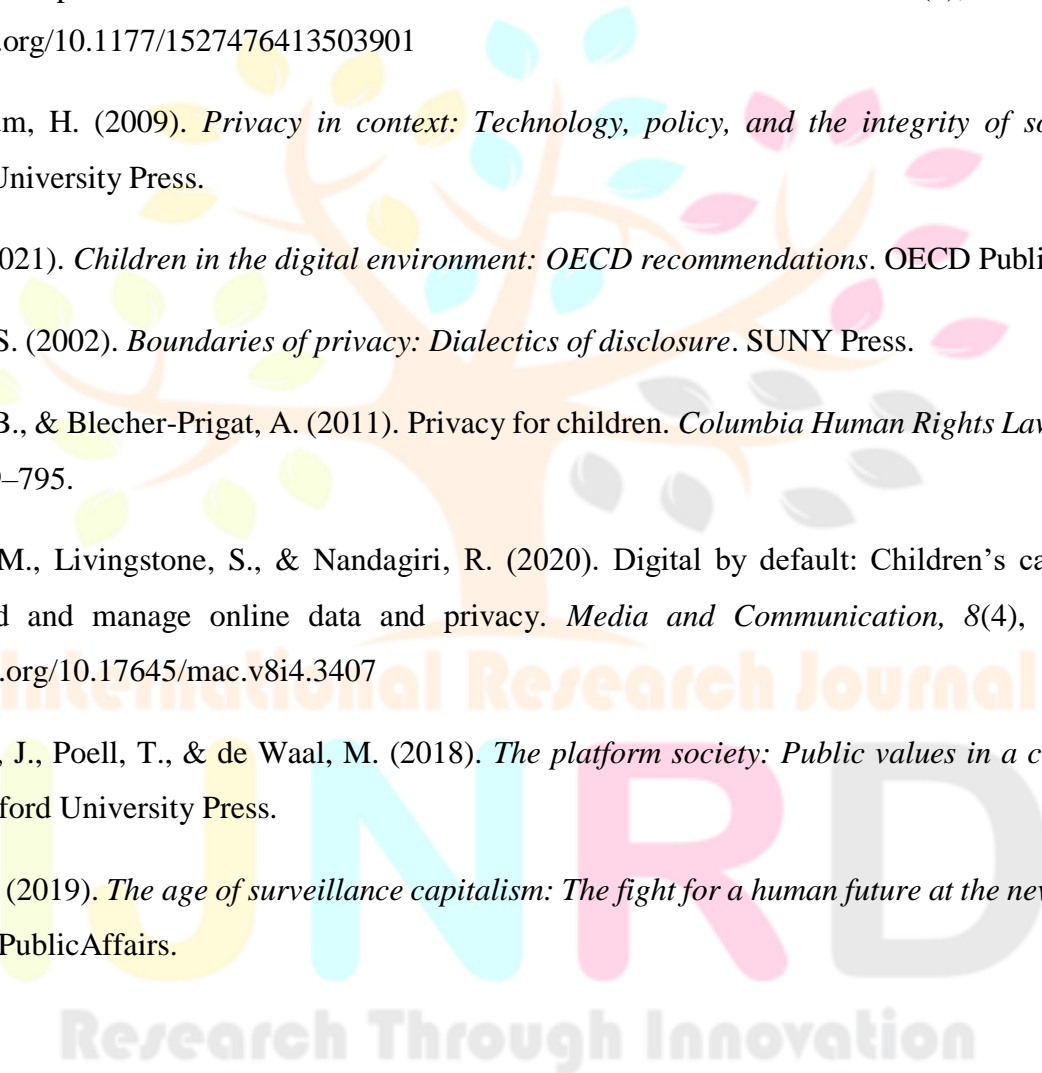 .org/10.1177/1527476413503901
um, H. (2009). Privacy in context: Technology, policy, and the integrity of so
University Press.
021). Children in the digital environment: OECD recommendations. OECD Publi
S. (2002). Boundaries of privacy: Dialectics of disclosure. SUNY Press.
B., & Blecher-Prigat, A. (2011). Privacy for children. Columbia Human Rights Law
–795.
M., Livingstone, S., & Nandagiri, R. (2020). Digital by default: Children’s ca
d and manage online data and privacy. Media and Communication, 8(4),
.org/10.17645/mac.v8i4.3407
International Research Journal
, J., Poell, T., & de Waal, M. (2018). The platform society: Public values in a c
ford University Press.
(2019). The age of surveillance capitalism: The fight for a human future at the new
PublicAffairs.
IJNRD
Research Through Innovation